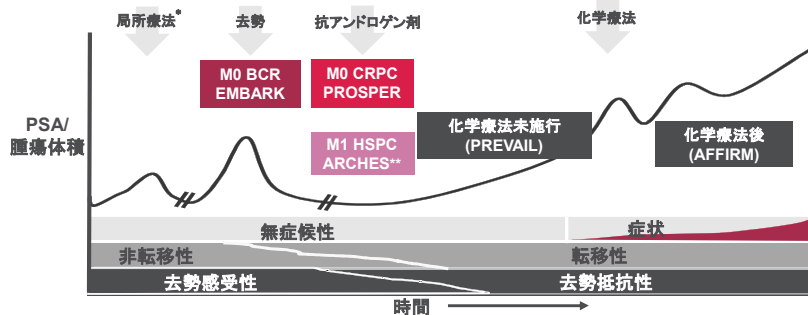 局所療法*
去勢
抗アンドロゲン剤
化学療法
M0 BCR
EMBARK
M0 CRPC
PROSPER
PSA/
腫瘍体積
M1 HSPC
ARCHES**
化学療法未施行
(PREVAIL)
化学療法後
(AFFIRM)
無症候性
症状
非転移性
転移性
去勢感受性
去勢抵抗性
時間